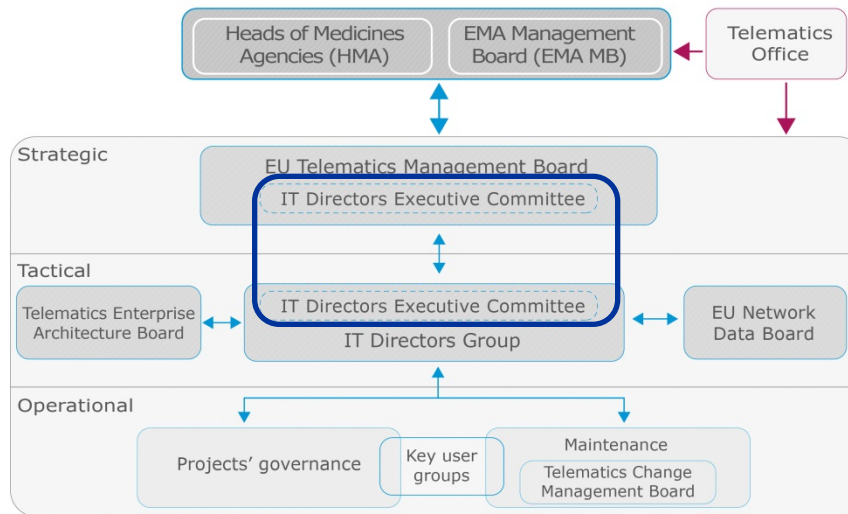 Heads of Medicines
Agencies (HMA)
EMA Management
Board (EMA MB)
Telematics
Office
Strategic
EU Telematics Management Board
IT Directors Executive Committee
Tactical
Telematics Enterprise
Architecture Board
IT Directors Executive Committee
IT Directors Group
EU Network
Data Board
Operational
Projects’ governance
Key user
groups
Maintenance
Telematics Change
Management Board